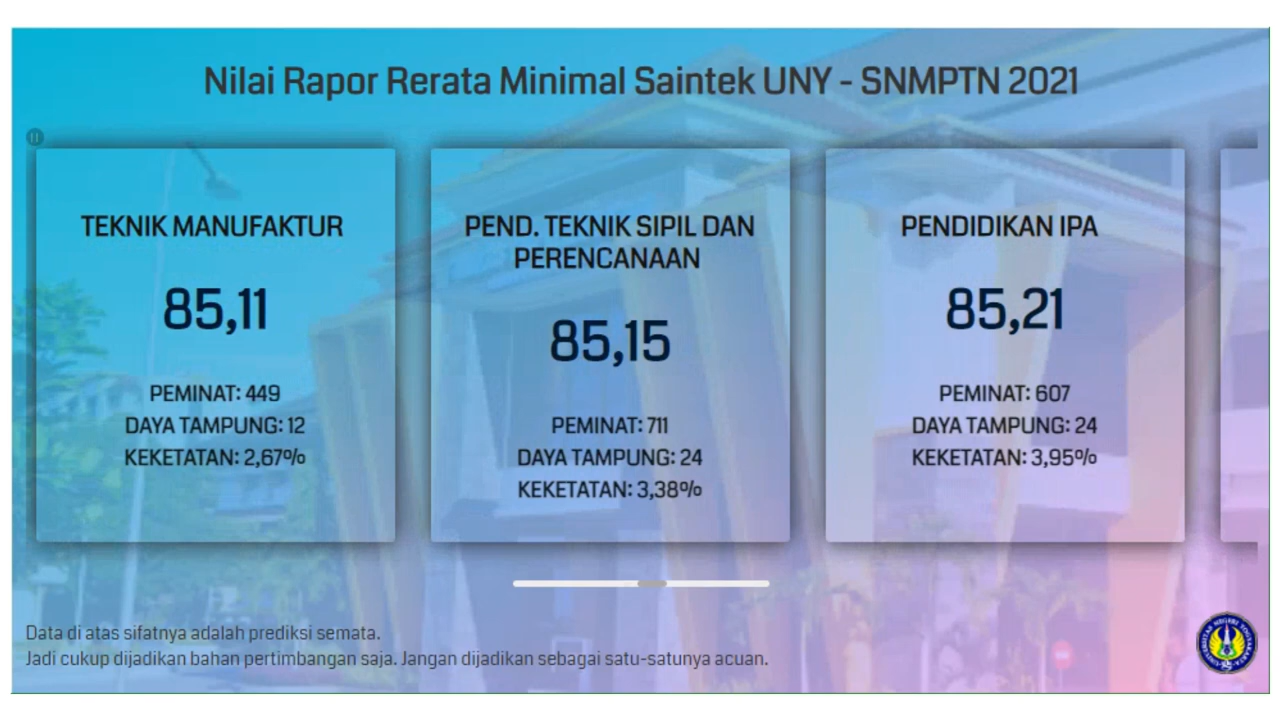 Nilai Rapor Rerata Minimal Saintek UNY - SNMPTN 2021
TEKNIK MANUFAKTUR
85,11
PEMINAT: 449
DAYA TAMPUNG: 12
KEKETATAN: 2,67%
PEND. TEKNIK SIPIL DAN
PERENCANAAN
85,15
PEMINAT: 711
DAYA TAMPUNG: 24
KEKETATAN: 3,38%
PENDIDIKAN IPA
85,21
PEMINAT: 607
DAYA TAMPUNG: 24
KEKETATAN: 3,95%
Data di atas sifatnya adalah prediksi semata.
Jadi cukup dijadikan bahan pertimbangan saja. Jangan dijadikan sebagai satu-satunya acuan.
UNIVERSITAS NEGERI YOGYAKARTA